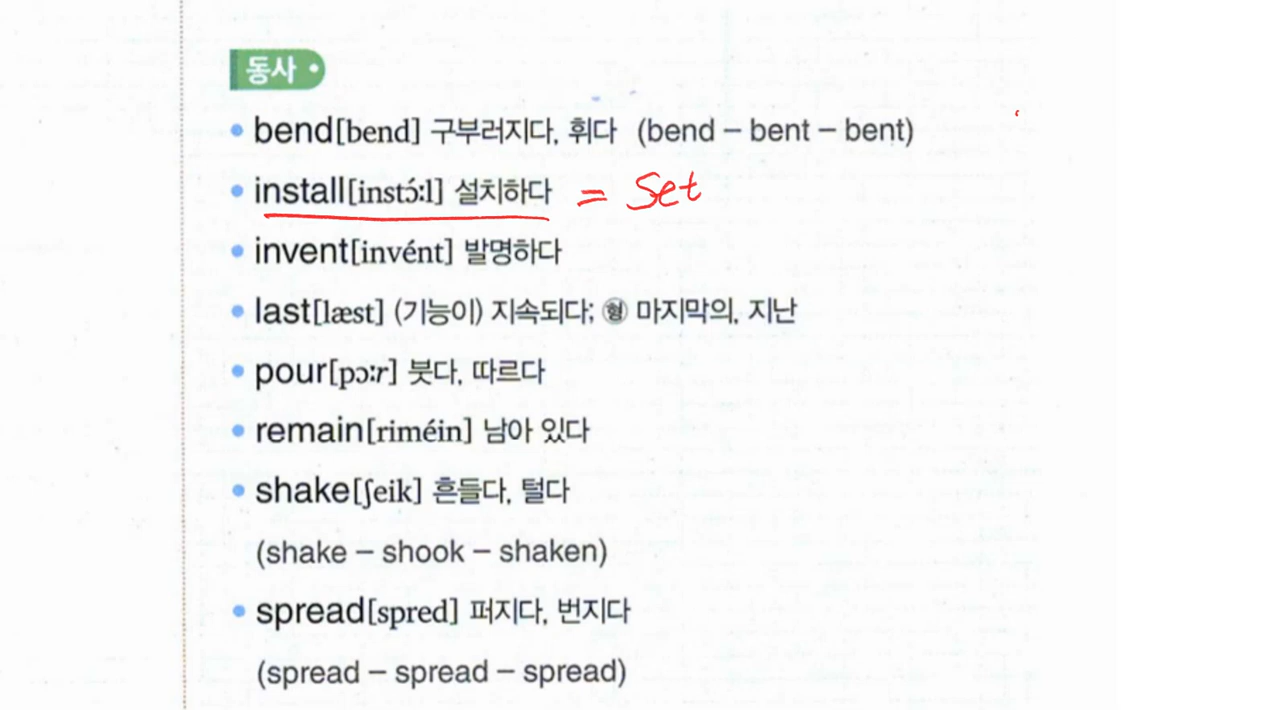 동사
bend[bend] 구부러지다, 휘다 (bend – bent – bent)
install[instɔ́ːl] 설치하다 = Set
invent[invént] 발명하다
last[læst] (기능이) 지속되다; 형 마지막의, 지난
pour[pɔːr] 붓다, 따르다
remain[riméin] 남아 있다
shake[ʃeik] 흔들다, 털다
(shake – shook – shaken)
spread[spred] 퍼지다, 번지다
(spread – spread – spread)